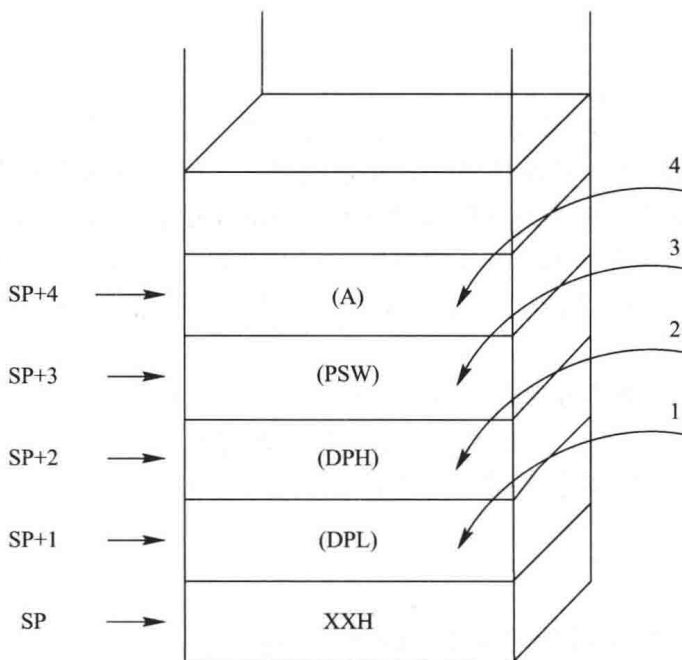 4
SP+4 (A)
3
SP+3 (PSW)
2
SP+2 (DPH)
1
SP+1 (DPL)
SP XXH